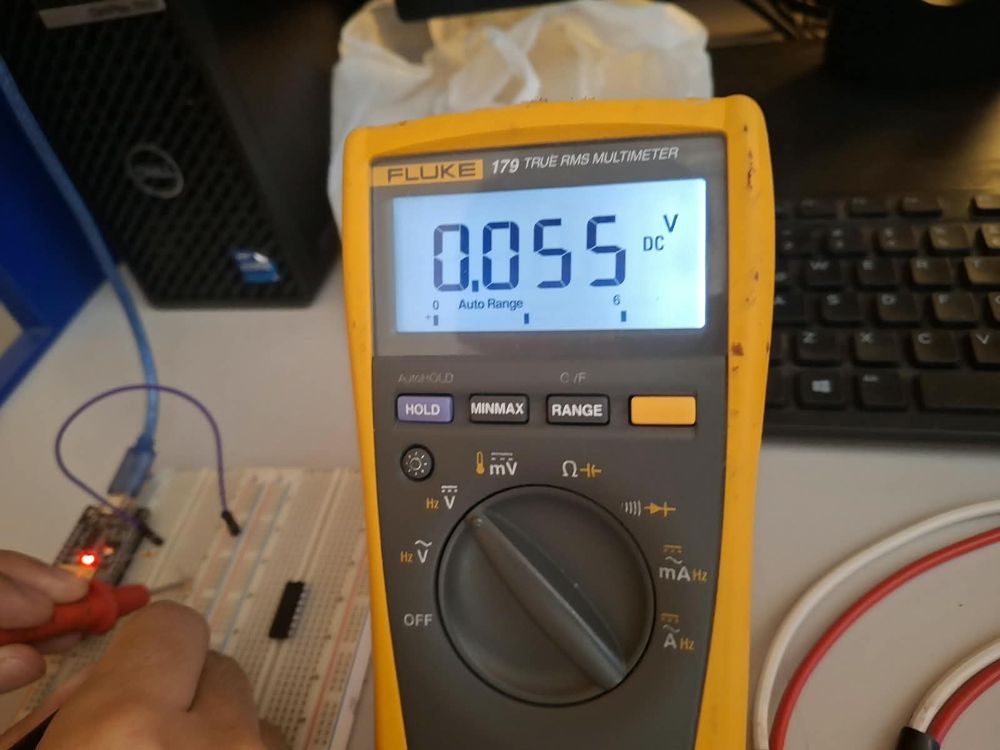 FLUKE 179 TRUE RMS MULTIMETER
0.055 V
DC
0 Auto Range 6
+
AutoHOLD C/F
HOLD MINMAX RANGE
mV Ω
Hz V
Hz V
mA Hz
OFF
A Hz
DELL
W E R
A S D F
Z X C V